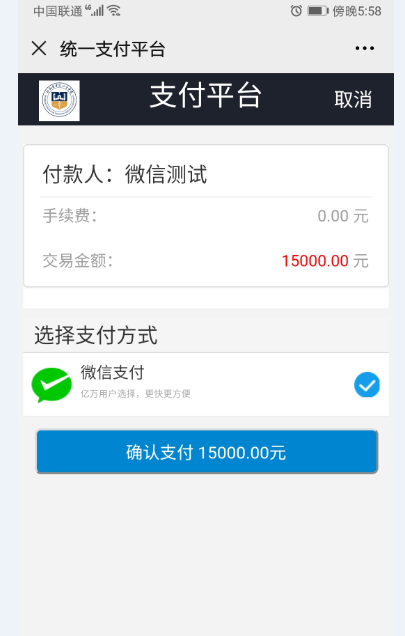 中国联通 傍晚5:58
统一支付平台
支付平台 取消
付款人：微信测试
手续费： 0.00 元
交易金额： 15000.00 元
选择支付方式
微信支付
亿万用户选择，更快更方便
确认支付 15000.00元